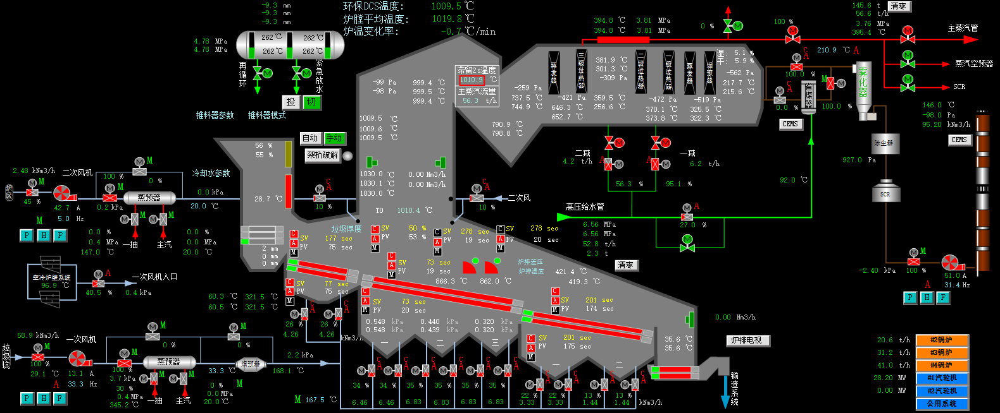 -9.3 mm
-9.3 mm
-9.3 mm
环保DCS温度: 1009.5 ℃
炉膛平均温度: 1019.8 ℃
炉温变化率: -0.7 ℃/min
145.6 t 清零
56.6 t/h
3.76 MPa
395.4 ℃
主蒸汽管
蒸汽空预器
SCR
394.8 ℃ 3.81 MPa
394.8 ℃ 3.81 MPa
0 %
100 %
210.9 ℃
4.78 MPa
4.78 MPa
262℃ 262℃
262℃ 262℃
再循环
紧急放水
投 切
推料器参数 推料器模式
自动 手动
架桥破解
滞留2s温度
1010.9 ℃
主蒸汽流量
56.3 t/h
-99 Pa 999.4 ℃
-98 Pa 999.5 ℃
999.4 ℃
1009.5 ℃
1009.6 ℃
1009.5 ℃
1030.0 ℃ 0.00 Nm3/h
1030.1 ℃ 0.00 Nm3/h
1030.0 ℃
T0 1010.4 ℃
蒸发器 三级过热器 二级过热器 一级过热器 蒸发器 烟预器
湿: 5.1 %
干: 5.9 %
381.9 ℃
301.3 ℃
-309 Pa
-562 Pa
217.7 ℃
215.6 ℃
-259 Pa
737.5 ℃
744.9 ℃
-421 Pa
646.3 ℃
652.7 ℃
359.5 ℃
256.6 ℃
-472 Pa
370.1 ℃
373.8 ℃
-519 Pa
325.5 ℃
322.3 ℃
790.9 ℃
798.8 ℃
100.0 %
0.0 %
100.0 %
省煤器
雾化器
CEMS
146.0 ℃
-98.0 Pa
95.20 kNm3/h
CEMS
除尘器
927.0 Pa
SCR
92.0 ℃
二减
4.2 t/h
一减
6.2 t/h
56.3 % 95.1 %
高压给水管
6.56 MPa
6.56 MPa
52.8 t/h
2.3 t
清零
27.0 %
56 %
55 %
28.7 ℃
2 mm
0 mm
0 mm
2.48 kNm3/h
二次风机
炉区
45 %
42.7 A
5.0 Hz
100 %
0 %
0.2 kPa
蒸预器
冷却水参数
0.0 kPa
20.0 ℃
M
P H F
0.0 %
0.4 MPa
147.0 ℃
一抽 主汽
0.0 %
0.0 MPa
20.0 ℃
10 %
10 %
二次风
垃圾厚度
50 %
53 %
SV 177 sec
PV 75 sec
SV
PV
278 sec
19 sec
SV 278 sec
PV 20 sec
SV 73 sec
PV 19 sec
SV 77 sec
PV 75 sec
SV 73 sec
PV 20 sec
SV 201 sec
PV 174 sec
SV 201 sec
PV 175 sec
炉排差压
炉排温度
866.3 ℃ 862.0 ℃
421.4 ℃
419.3 ℃
空冷炉壁系统
96.9 ℃
40.5 %
一次风机入口
0.4 kPa
60.3 ℃ 321.5 ℃
60.5 ℃ 321.5 ℃
26 % 26 %
4.26 4.26 kNm3/h
0.548 kPa 0.440 kPa 0.320 kPa
0.548 kPa 0.439 kPa 0.320 kPa
一 二 三
一 二
35.6 ℃
35.6 ℃
0.00 Nm3/h
炉排电视
输渣系统
-2.40 kPa
100 %
51.0 A
31.4 Hz
A
P H F
58.9 kNm3/h
一次风机
垃圾坑
100 %
29.1 ℃
13.1 A
33.3 Hz
A
P H F
100 %
3.7 kPa
30 %
0.4 MPa
345.2 ℃
蒸预器
一抽 主汽
0 %
0 %
33.3 ℃
0 %
0.0 MPa
20.0 ℃
烟预器
2.2 kPa
168.1 ℃
M
M 167.5 ℃
34 % 34 % 35 % 35 % 35 % 35 %
6.46 6.46 6.83 6.83 6.83 6.83
22 % 22 % 13 % 13 %
3.33 3.33 1.44 1.44 kNm3/h
20.6 t/h #2锅炉
31.2 t/h #3锅炉
41.0 t/h #4锅炉
28.20 MW #1汽轮机
0.00 MW #2汽轮机
公用系统